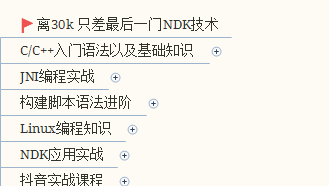 离30k 只差最后一门NDK技术
C/C++入门语法以及基础知识
JNI编程实战
构建脚本语法进阶
Linux编程知识
NDK应用实战
抖音实战课程